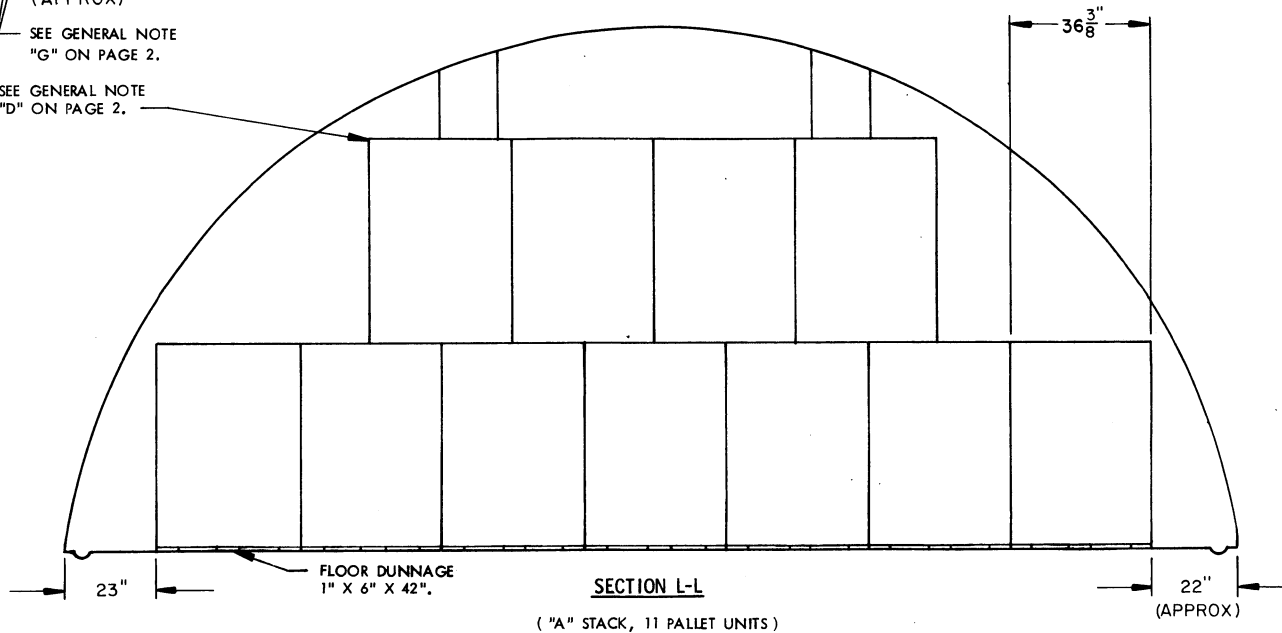 (APPROX)
SEE GENERAL NOTE
"G" ON PAGE 2.
SEE GENERAL NOTE
"D" ON PAGE 2.
36 3/8"
FLOOR DUNNAGE
1" X 6" X 42".
23"
SECTION L-L
("A" STACK, 11 PALLET UNITS)
22"
(APPROX)